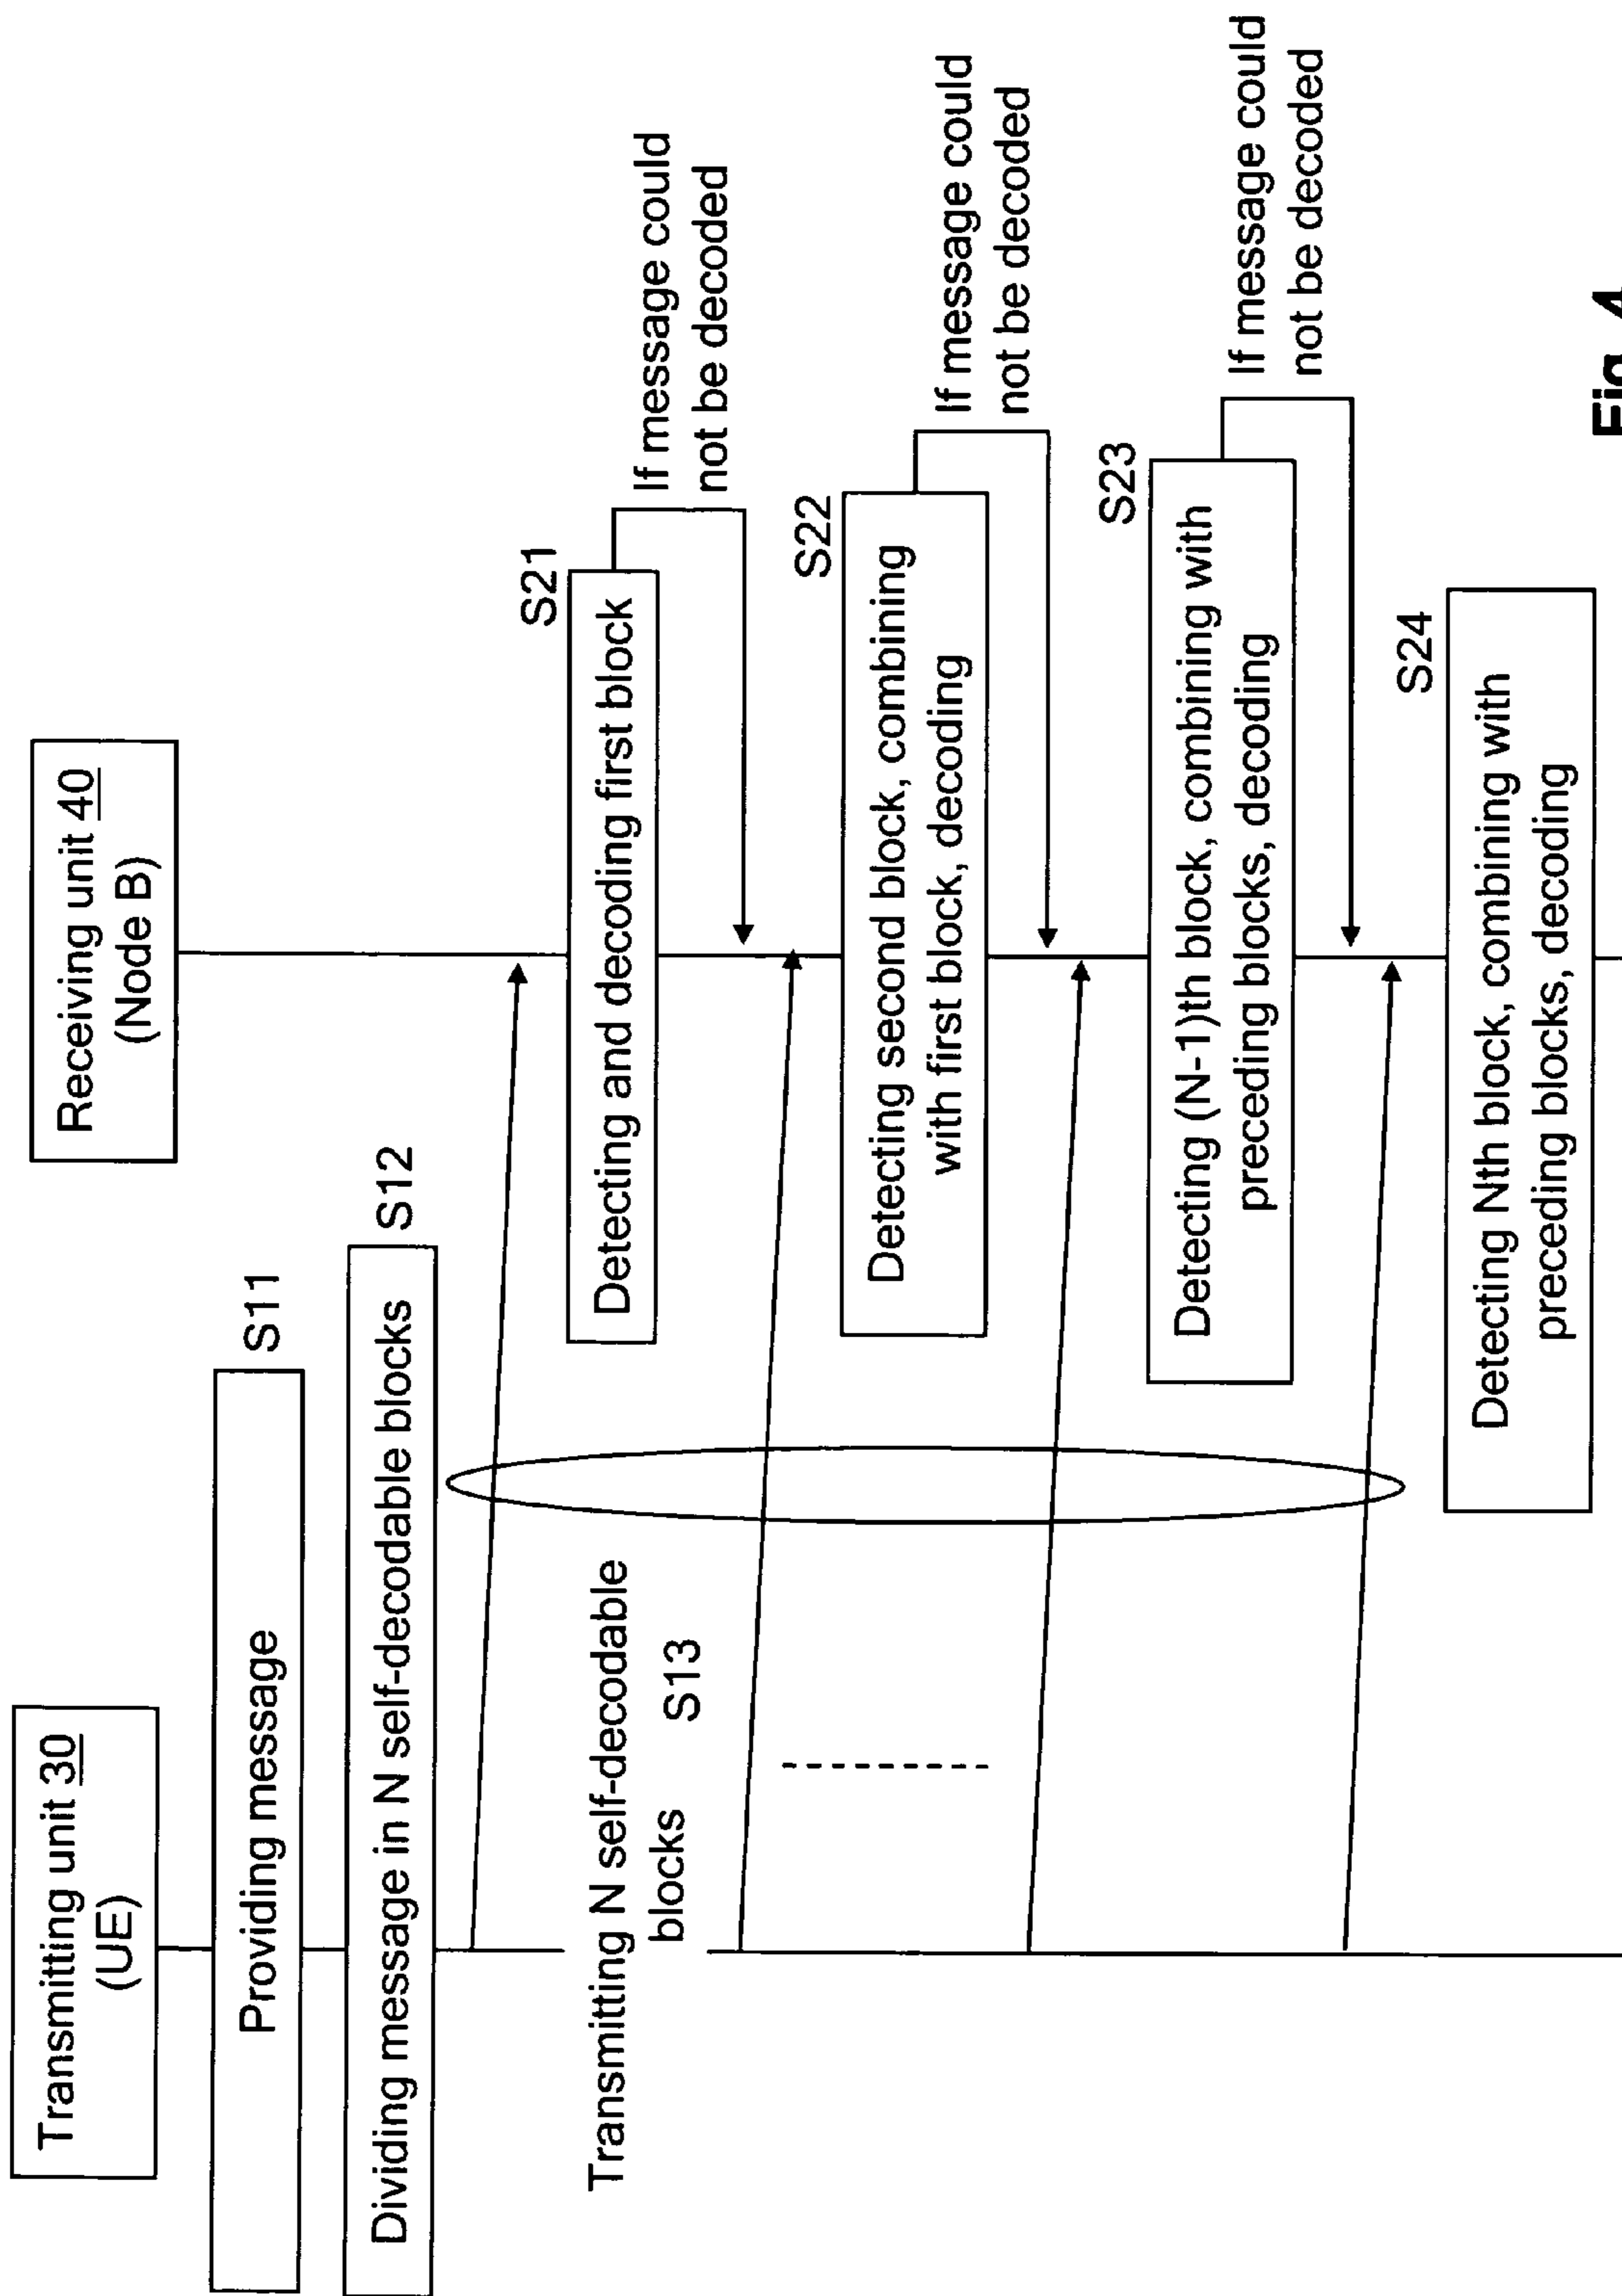 Transmitting unit 30
(UE)
Receiving unit 40
(Node B)
Providing message
S11
Dividing message in N self-decodable blocks
S12
Transmitting N self-decodable
blocks
S13
S21
Detecting and decoding first block
If message could
not be decoded
S22
Detecting second block, combining
with first block, decoding
If message could
not be decoded
S23
Detecting (N-1)th block, combining with
preceding blocks, decoding
If message could
not be decoded
S24
Detecting Nth block, combining with
preceding blocks, decoding
Fig. 4